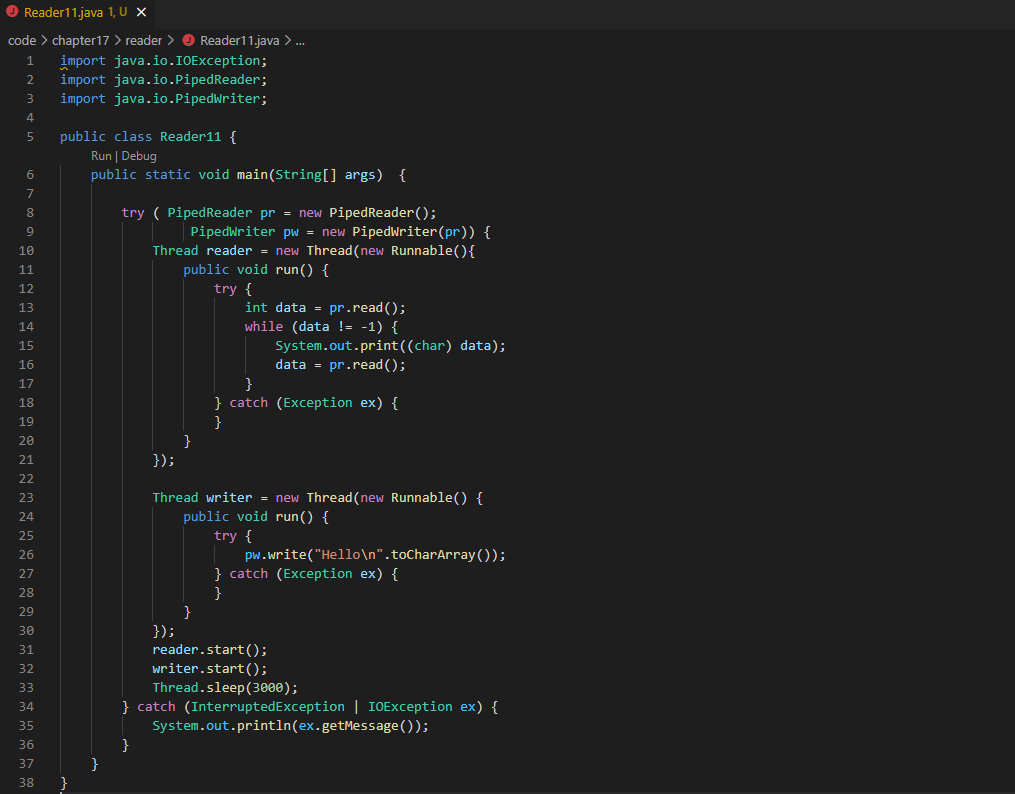 Reader11.java 1, U
code > chapter17 > reader > Reader11.java > ...
1 import java.io.IOException;
2 import java.io.PipedReader;
3 import java.io.PipedWriter;
4
5 public class Reader11 {
Run | Debug
6 public static void main(String[] args)  {
7
8 try ( PipedReader pr = new PipedReader();
9 PipedWriter pw = new PipedWriter(pr)) {
10 Thread reader = new Thread(new Runnable(){
11 public void run() {
12 try {
13 int data = pr.read();
14 while (data != -1) {
15 System.out.print((char) data);
16 data = pr.read();
17 }
18 } catch (Exception ex) {
19 }
20 }
21 });
22
23 Thread writer = new Thread(new Runnable() {
24 public void run() {
25 try {
26 pw.write("Hello\n".toCharArray());
27 } catch (Exception ex) {
28 }
29 }
30 });
31 reader.start();
32 writer.start();
33 Thread.sleep(3000);
34 } catch (InterruptedException | IOException ex) {
35 System.out.println(ex.getMessage());
36 }
37 }
38 }